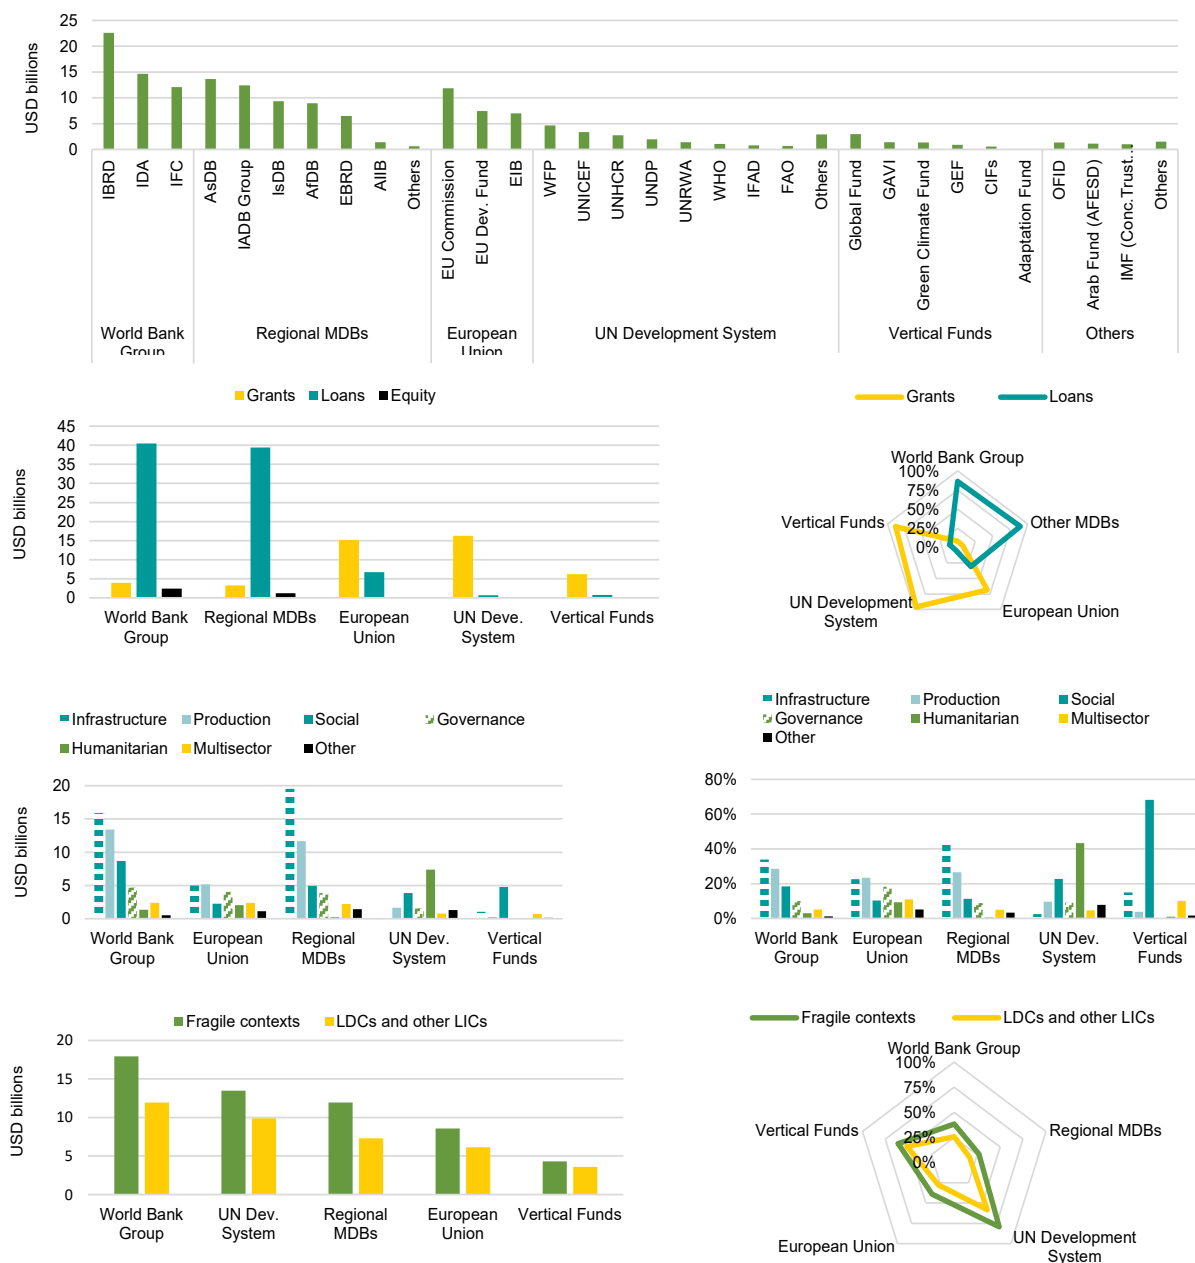 25
20
15
10
5
0
USD billions
IBRD
IDA
IFC
AsDB
IADB Group
IsDB
AfDB
EBRD
AIIB
Others
EU Commission
EU Dev. Fund
EIB
WFP
UNICEF
UNHCR
UNDP
UNRWA
WHO
IFAD
FAO
Others
Global Fund
GAVI
Green Climate Fund
GEF
CIFs
Adaptation Fund
OFID
Arab Fund (AFESD)
IMF (Conc.Trust…
Others
World Bank
Group
Regional MDBs
European
Union
UN Development System
Vertical Funds
Others
Grants
Loans
Equity
45
40
35
30
25
20
15
10
5
0
USD billions
World Bank
Group
Regional MDBs
European
Union
UN Deve.
System
Vertical Funds
Grants
Loans
World Bank Group
100%
75%
50%
25%
0%
Other MDBs
European Union
UN Development
System
Vertical Funds
Infrastructure
Production
Social
Governance
Humanitarian
Multisector
Other
20
15
10
5
0
USD billions
World Bank
Group
European
Union
Regional
MDBs
UN Dev.
System
Vertical
Funds
Infrastructure
Production
Social
Governance
Humanitarian
Multisector
Other
80%
60%
40%
20%
0%
World Bank
Group
European
Union
Regional
MDBs
UN Dev.
System
Vertical
Funds
Fragile contexts
LDCs and other LICs
20
15
10
5
0
USD billions
World Bank
Group
UN Dev.
System
Regional
MDBs
European
Union
Vertical Funds
Fragile contexts
LDCs and other LICs
World Bank Group
100%
75%
50%
25%
0%
Regional MDBs
UN Development
System
European Union
Vertical Funds